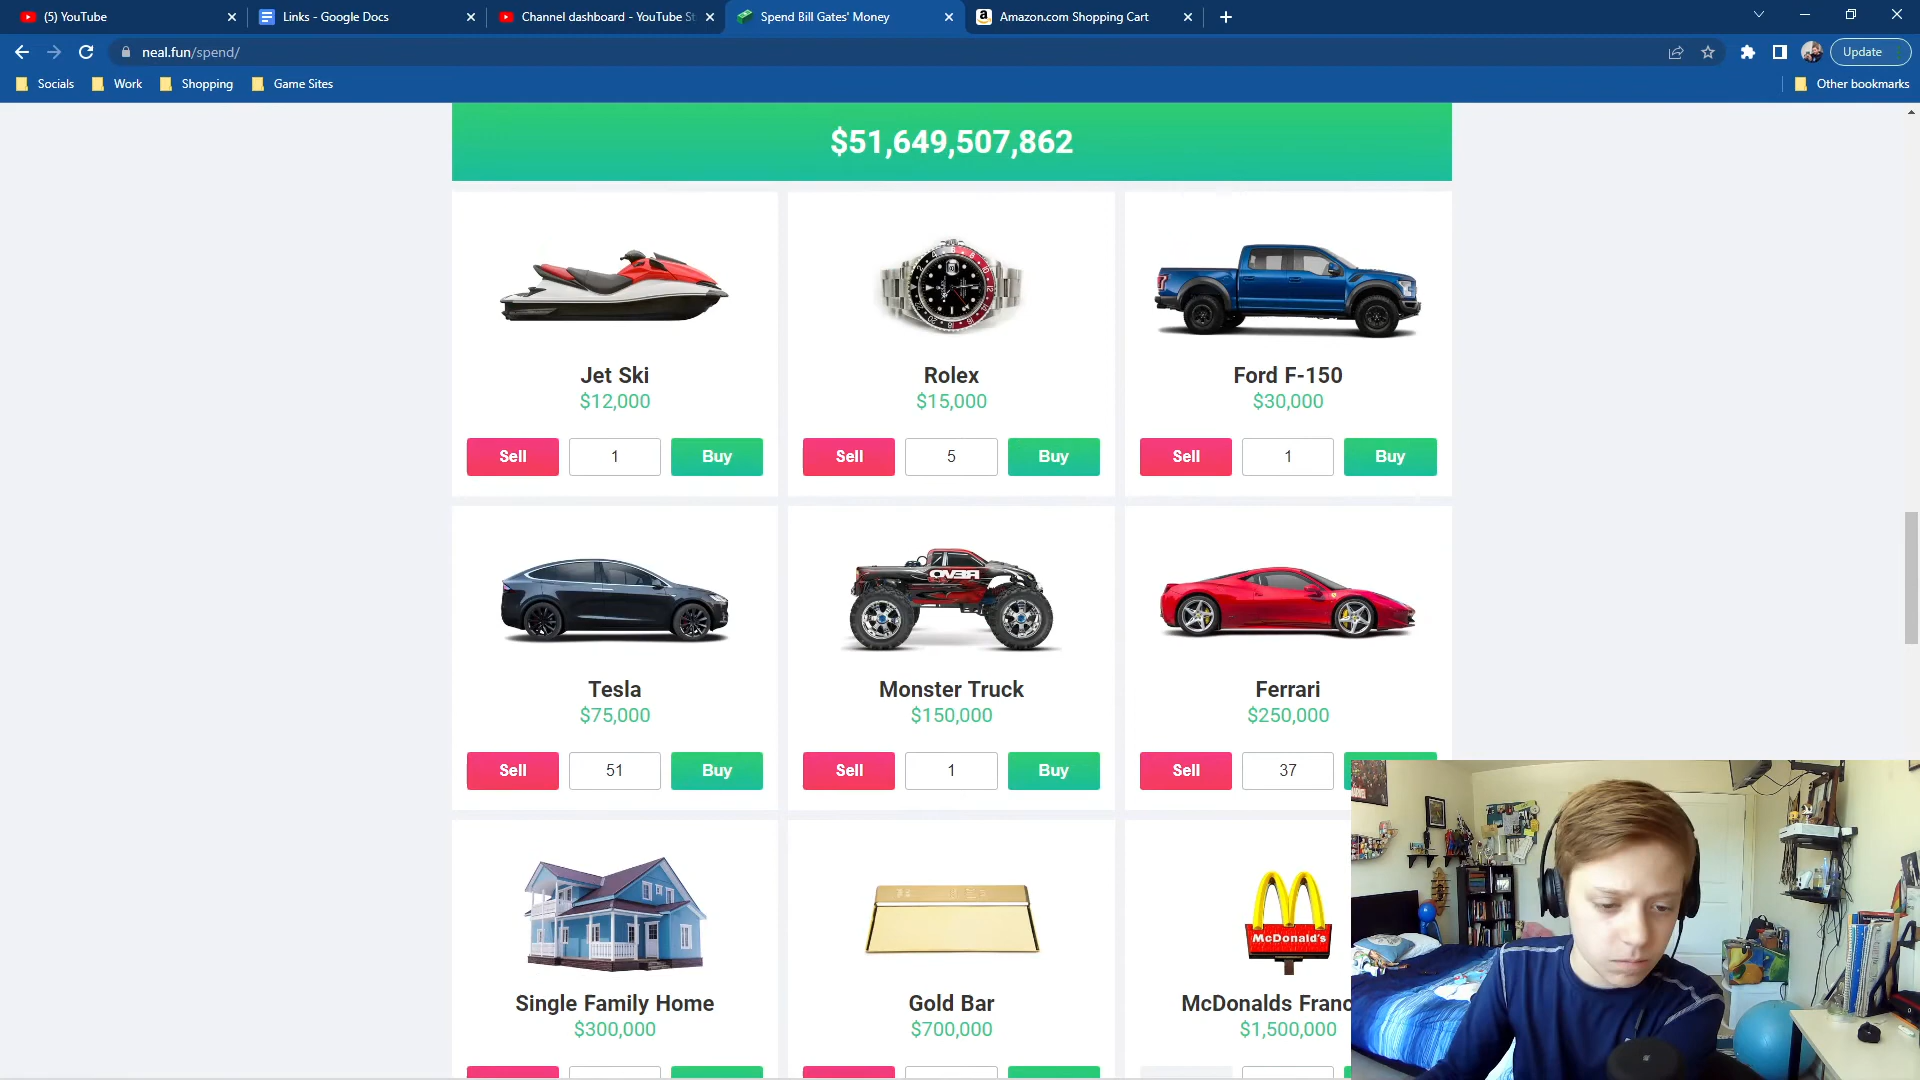 (5) YouTube
Links - Google Docs
Channel dashboard - YouTube St
Spend Bill Gates' Money
Amazon.com Shopping Cart
neal.fun/spend/
Update
Socials
Work
Shopping
Game Sites
Other bookmarks
$51,649,507,862
Jet Ski
$12,000
Sell 1 Buy
Rolex
$15,000
Sell 5 Buy
Ford F-150
$30,000
Sell 1 Buy
Tesla
$75,000
Sell 51 Buy
OVER
Monster Truck
$150,000
Sell 1 Buy
Ferrari
$250,000
Sell 37
Single Family Home
$300,000
Gold Bar
$700,000
McDonald's
McDonalds Franc
$1,500,000